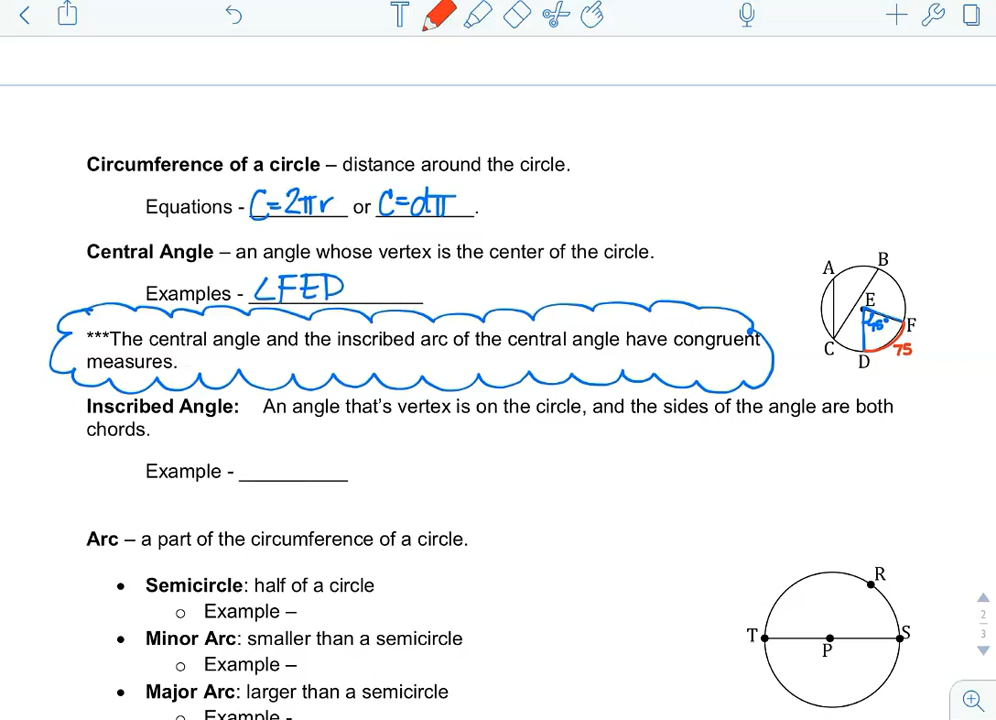 Circumference of a circle – distance around the circle.
Equations - C=2πr or C=dπ.
Central Angle – an angle whose vertex is the center of the circle.
Examples - ∠FED
***The central angle and the inscribed arc of the central angle have congruent
measures.
A
B
E
75°
F
C
D
75
Inscribed Angle: An angle that's vertex is on the circle, and the sides of the angle are both
chords.
Example - __________
Arc – a part of the circumference of a circle.
• Semicircle: half of a circle
o Example –
• Minor Arc: smaller than a semicircle
o Example –
• Major Arc: larger than a semicircle
o Example -
R
T
S
P
2
3